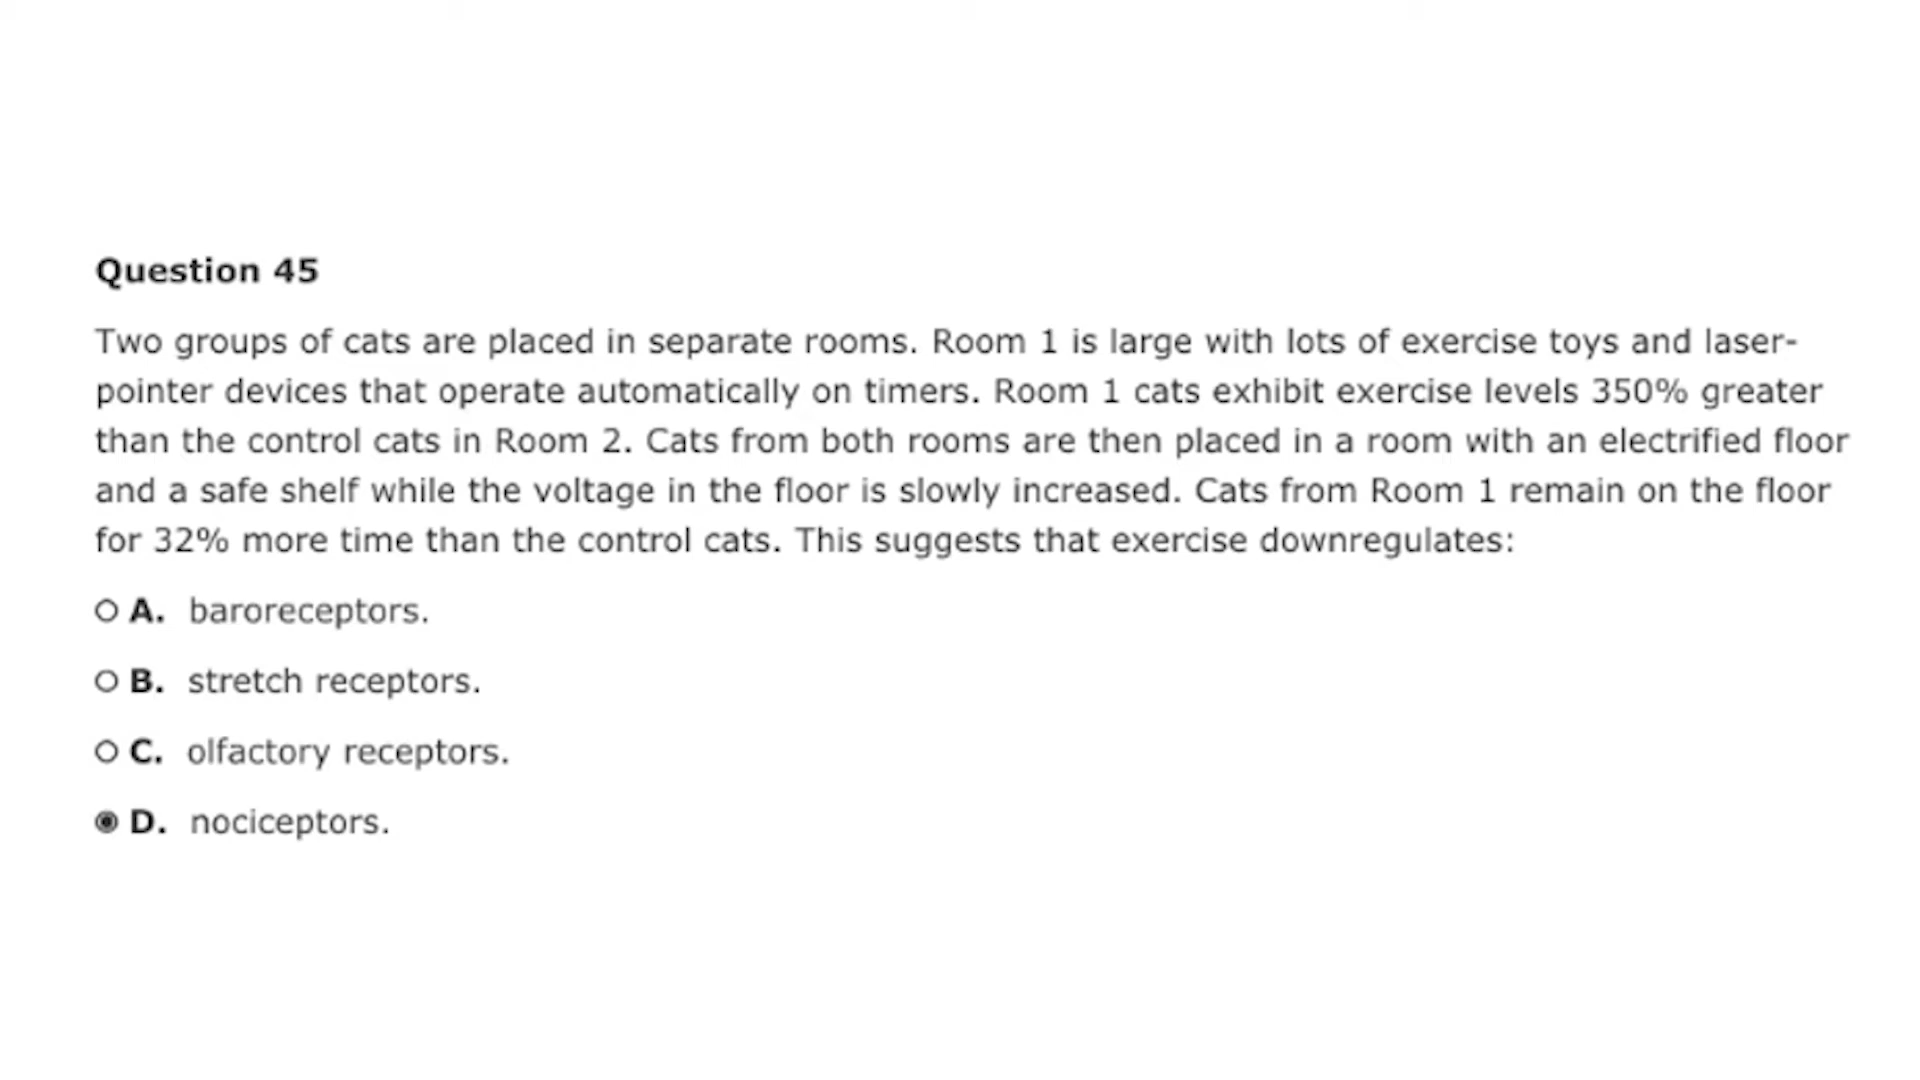 Question 45
Two groups of cats are placed in separate rooms. Room 1 is large with lots of exercise toys and laser-
pointer devices that operate automatically on timers. Room 1 cats exhibit exercise levels 350% greater
than the control cats in Room 2. Cats from both rooms are then placed in a room with an electrified floor
and a safe shelf while the voltage in the floor is slowly increased. Cats from Room 1 remain on the floor
for 32% more time than the control cats. This suggests that exercise downregulates:
A. baroreceptors.
B. stretch receptors.
C. olfactory receptors.
D. nociceptors.